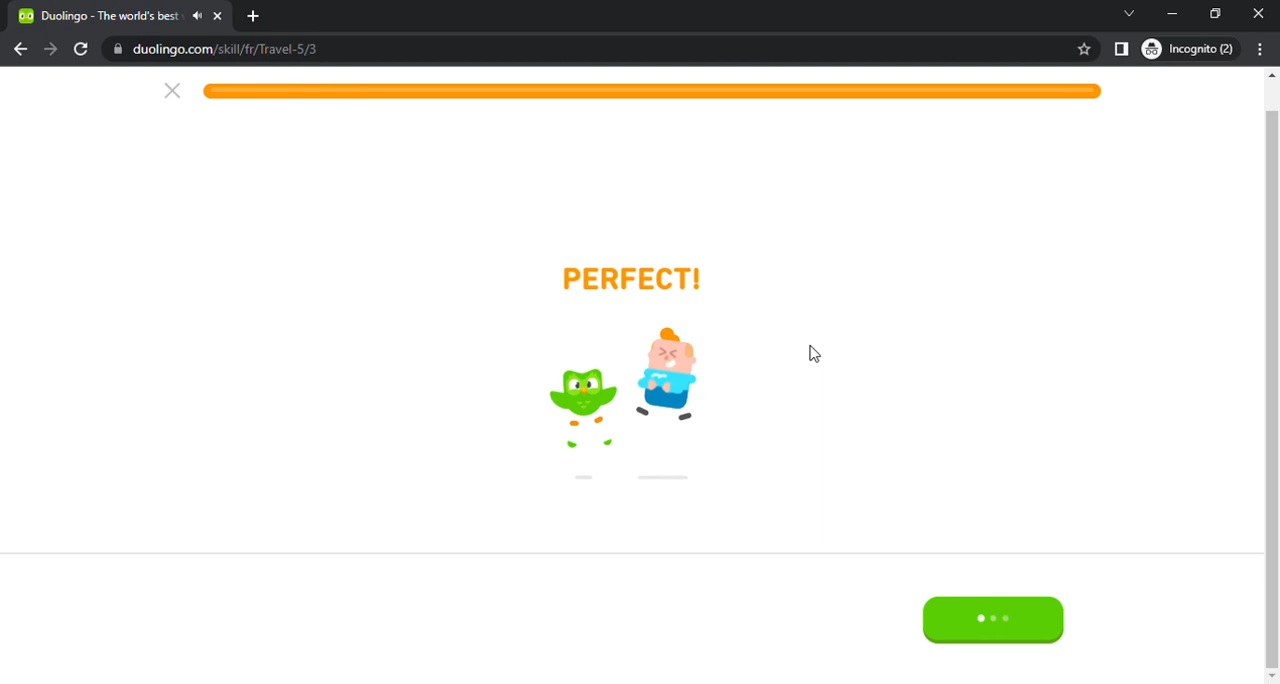 Duolingo - The world's best
duolingo.com/skill/fr/Travel-5/3
Incognito (2)
PERFECT!